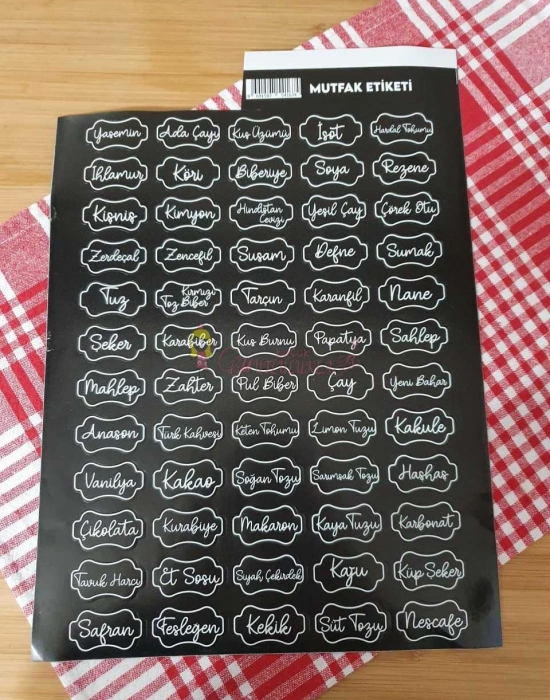 MUTFAK ETİKETİ
Yasemin Ada Çayı Kuş Üzümü İsot Hardal Tohumu
Ihlamur Köri Biberiye Soya Rezene
Kişniş Kimyon Hindistan Cevizi Yeşil Çay Çörek Otu
Zerdeçal Zencefil Susam Defne Sumak
Tuz Kırmızı Toz Biber Tarçın Karanfil Nane
Şeker Karabiber Kuş Burnu Papatya Sahlep
Mahlep Zahter Pul Biber Çay Yeni Bahar
Anason Türk Kahvesi Keten Tohumu Limon Tuzu Kakule
Vanilya Kakao Soğan Tozu Sarımsak Tozu Haşhaş
Çikolata Kurabiye Makaron Kaya Tuzu Karbonat
Tavuk Harcı Et Sosu Siyah Çekirdek Kaju Küp Şeker
Safran Fesleğen Kekik Süt Tozu Nescafe